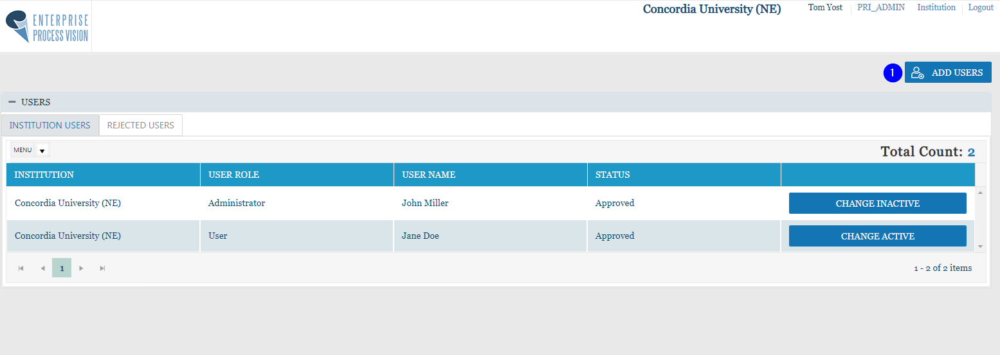 ENTERPRISE
PROCESS VISION
Concordia University (NE) Tom Yost PRI_ADMIN Institution Logout
1 ADD USERS
USERS
INSTITUTION USERS REJECTED USERS
MENU Total Count: 2
INSTITUTION USER ROLE USER NAME STATUS
Concordia University (NE) Administrator John Miller Approved CHANGE INACTIVE
Concordia University (NE) User Jane Doe Approved CHANGE ACTIVE
1 1 - 2 of 2 items